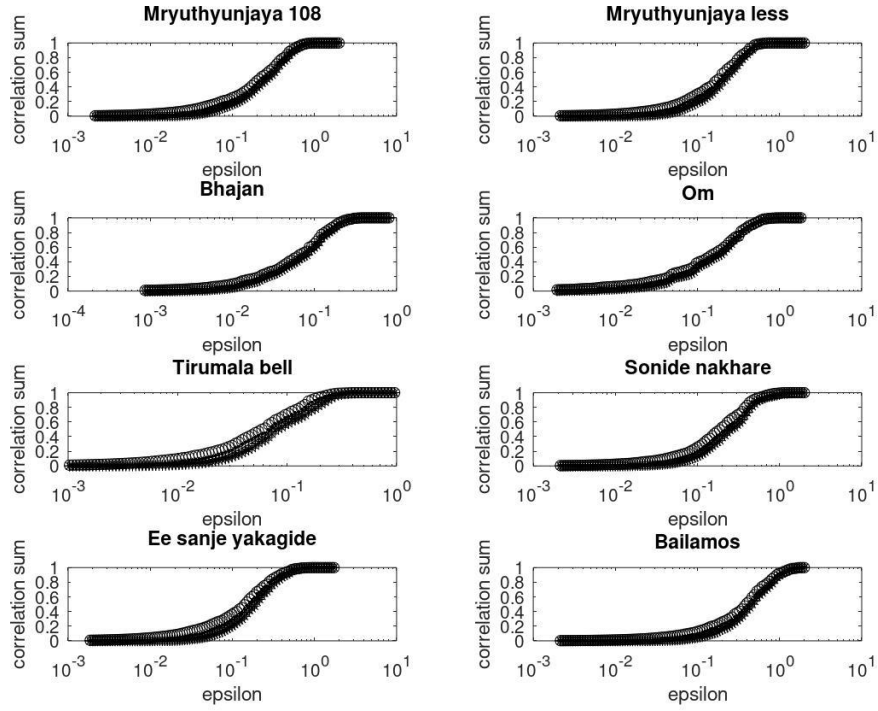 Mryuthyunjaya 108
correlation sum
1
0.8
0.6
0.4
0.2
0
10^-3 10^-2 10^-1 10^0 10^1
epsilon
Mryuthyunjaya less
correlation sum
1
0.8
0.6
0.4
0.2
0
10^-3 10^-2 10^-1 10^0 10^1
epsilon
Bhajan
correlation sum
1
0.8
0.6
0.4
0.2
0
10^-4 10^-3 10^-2 10^-1 10^0
epsilon
Om
correlation sum
1
0.8
0.6
0.4
0.2
0
10^-3 10^-2 10^-1 10^0 10^1
epsilon
Tirumala bell
correlation sum
1
0.8
0.6
0.4
0.2
0
10^-3 10^-2 10^-1 10^0
epsilon
Sonide nakhare
correlation sum
1
0.8
0.6
0.4
0.2
0
10^-3 10^-2 10^-1 10^0 10^1
epsilon
Ee sanje yakagide
correlation sum
1
0.8
0.6
0.4
0.2
0
10^-3 10^-2 10^-1 10^0 10^1
epsilon
Bailamos
correlation sum
1
0.8
0.6
0.4
0.2
0
10^-3 10^-2 10^-1 10^0 10^1
epsilon